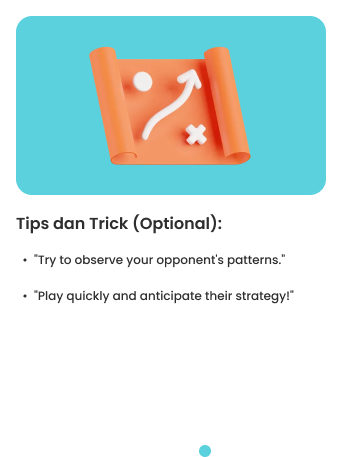 Tips dan Trick (Optional):
• "Try to observe your opponent's patterns."
• "Play quickly and anticipate their strategy!"